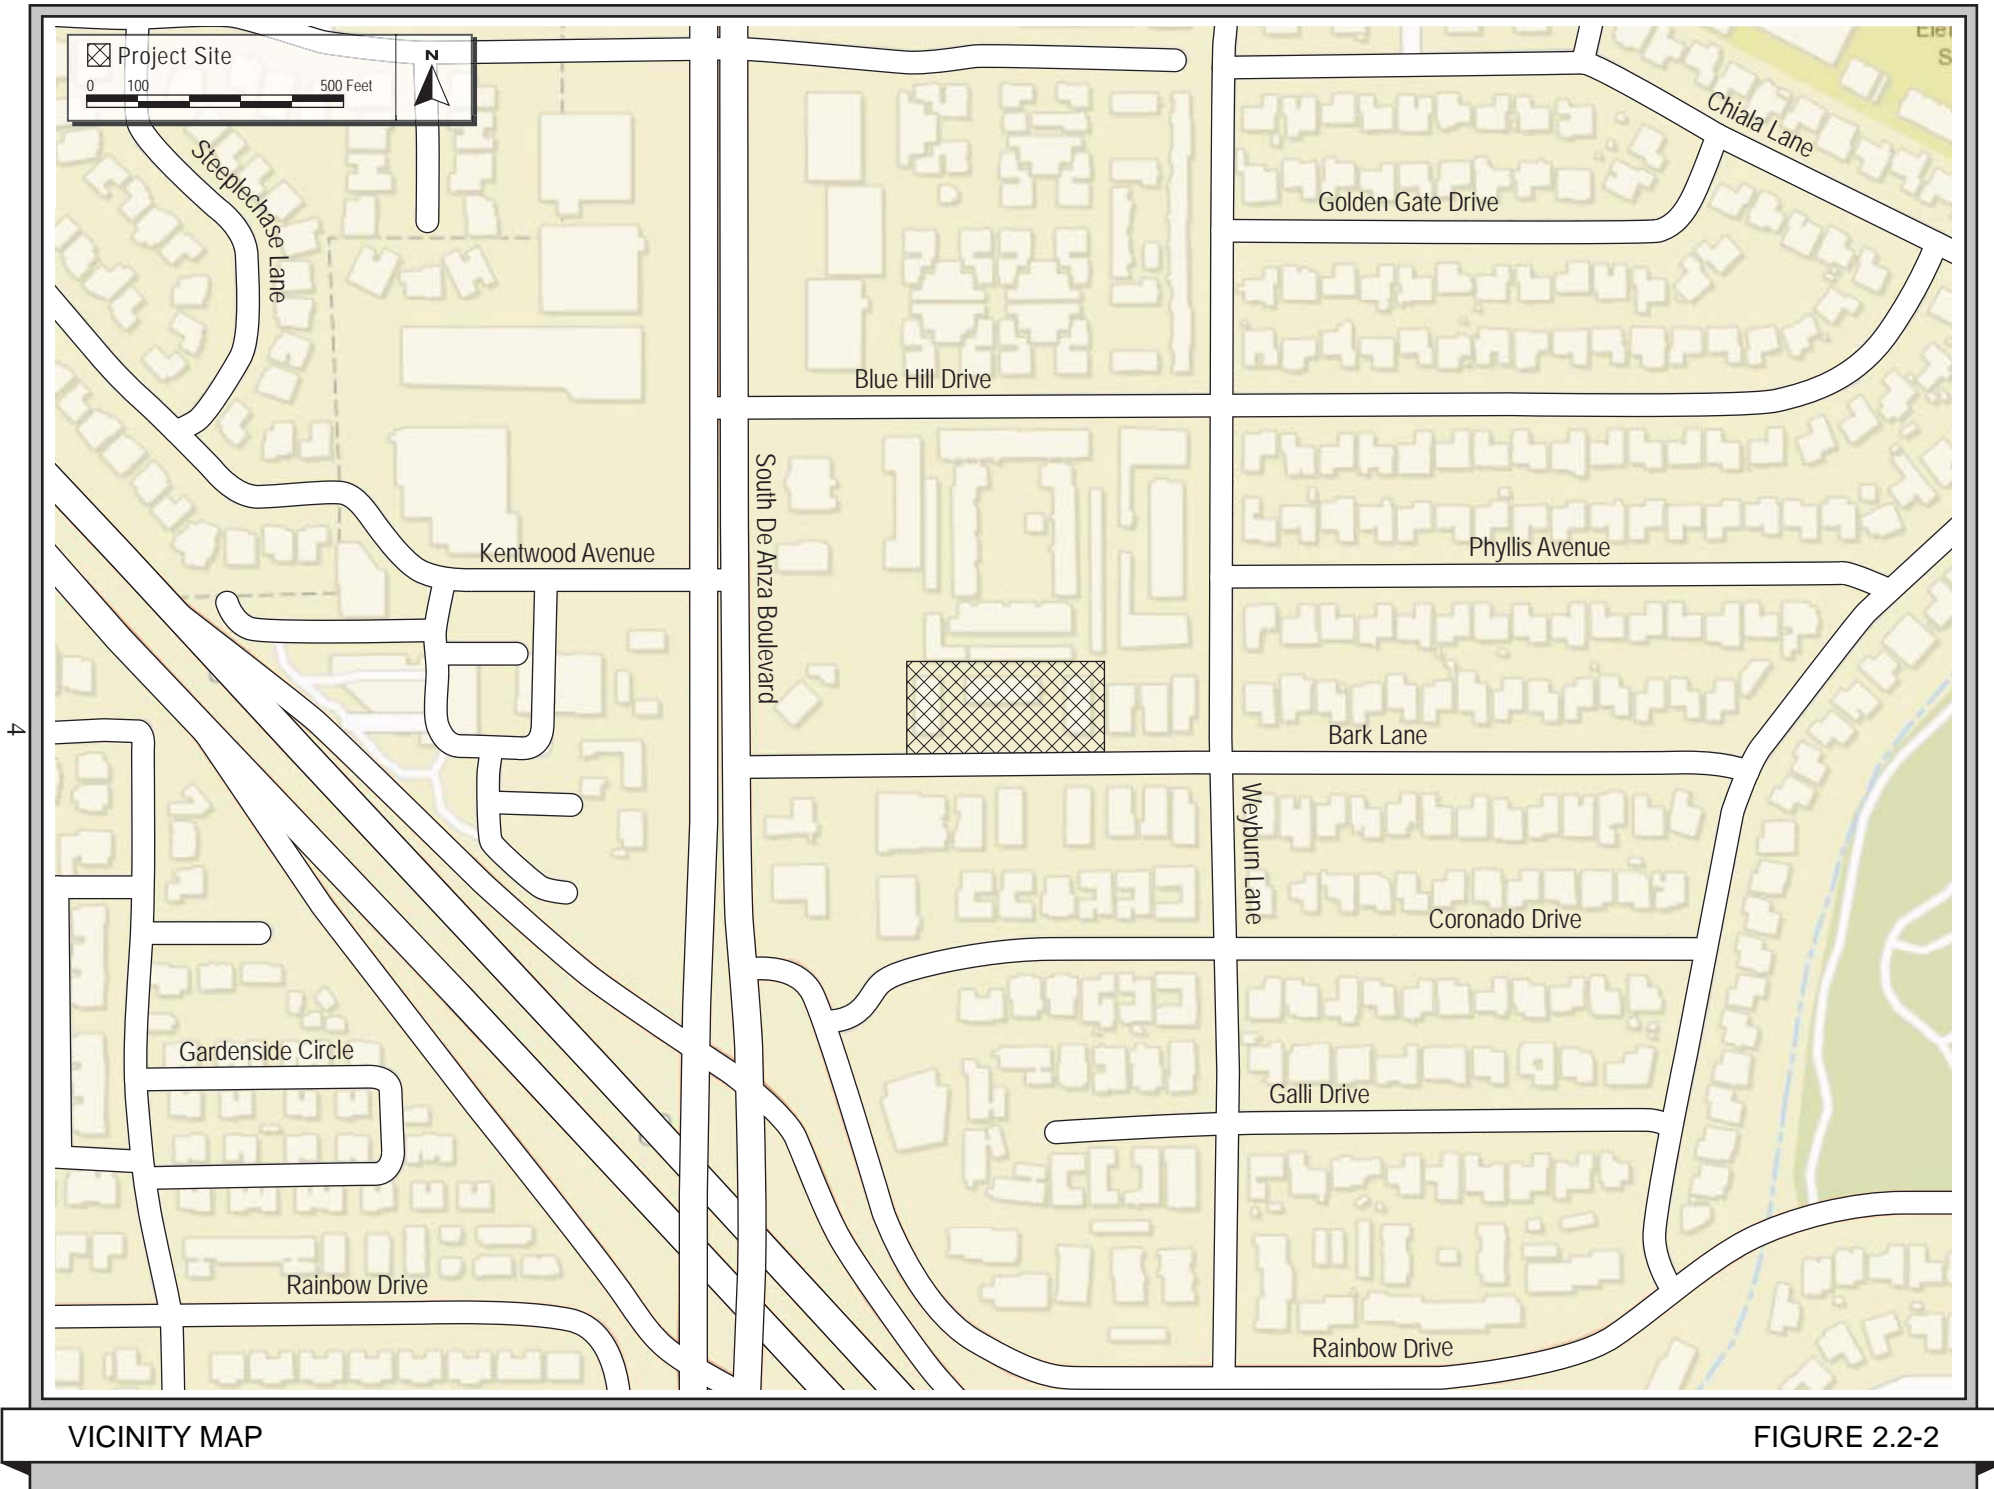 Project Site
0 100 500 Feet
N
Ele
S
Chiala Lane
Steeplechase Lane
Golden Gate Drive
Blue Hill Drive
South De Anza Boulevard
Kentwood Avenue
Phyllis Avenue
Bark Lane
4
Weyburn Lane
Coronado Drive
Gardenside Circle
Galli Drive
Rainbow Drive
Rainbow Drive
VICINITY MAP
FIGURE 2.2-2